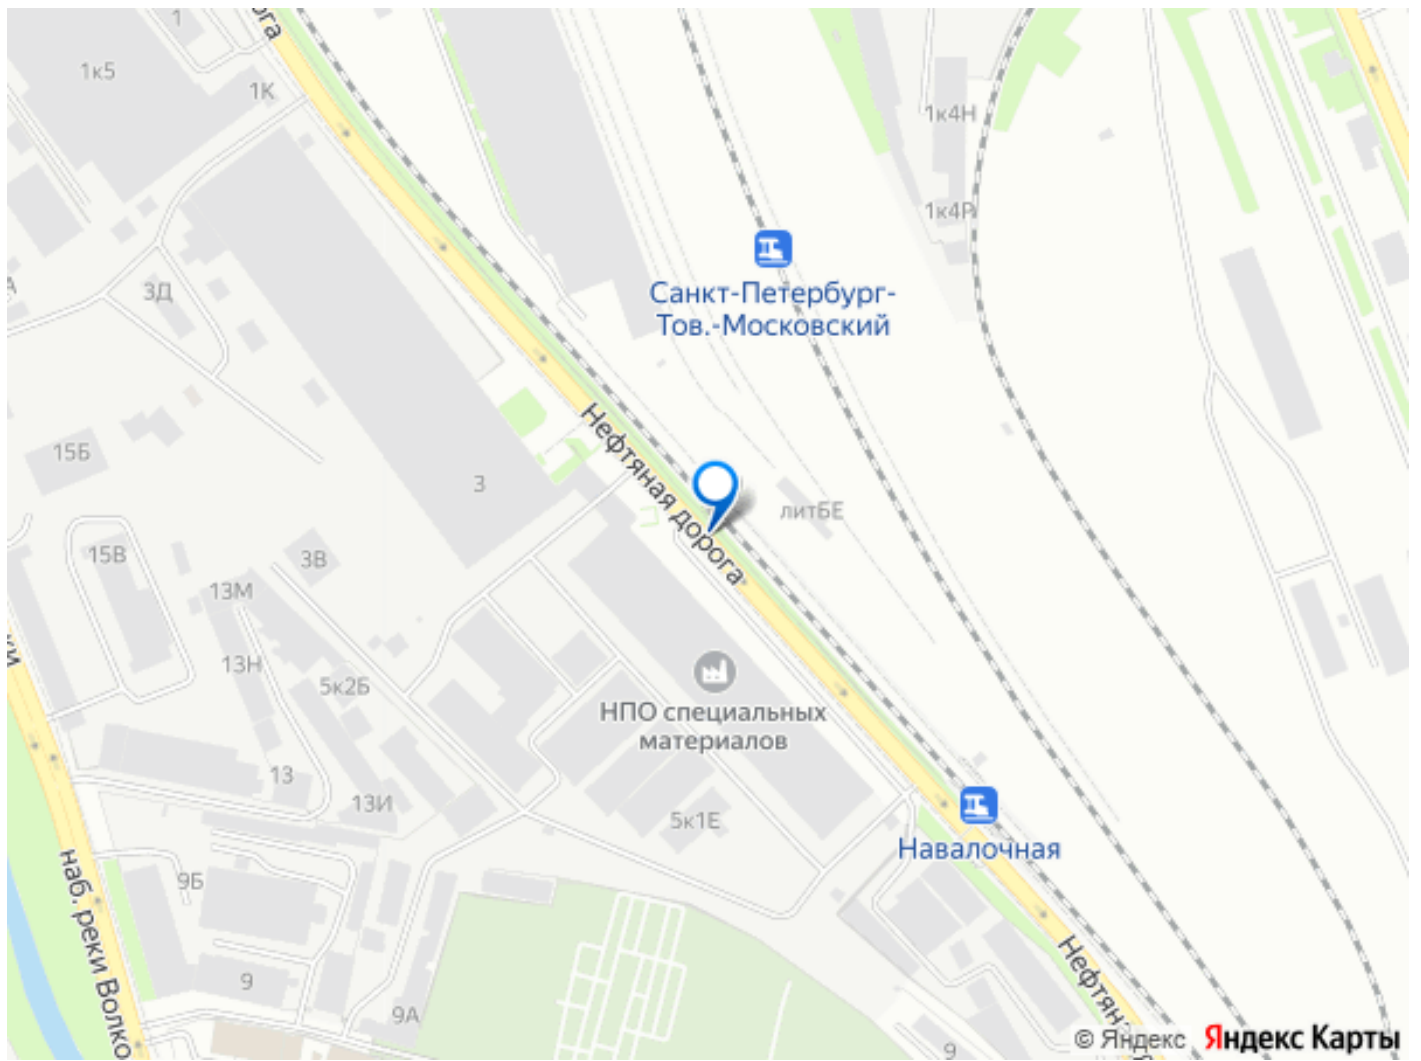 1
1к5
1К
1к4Н
1к4Р
Санкт-Петербург-
Тов.-Московский
3Д
Нефтяная дорога
15Б
3
литБЕ
15В
3В
13М
13Н
5к2Б
НПО специальных
материалов
13
13И
5к1Е
Навалочная
9Б
наб. реки Волко
9
9А
Нефтян
9
© Яндекс Яндекс Карты